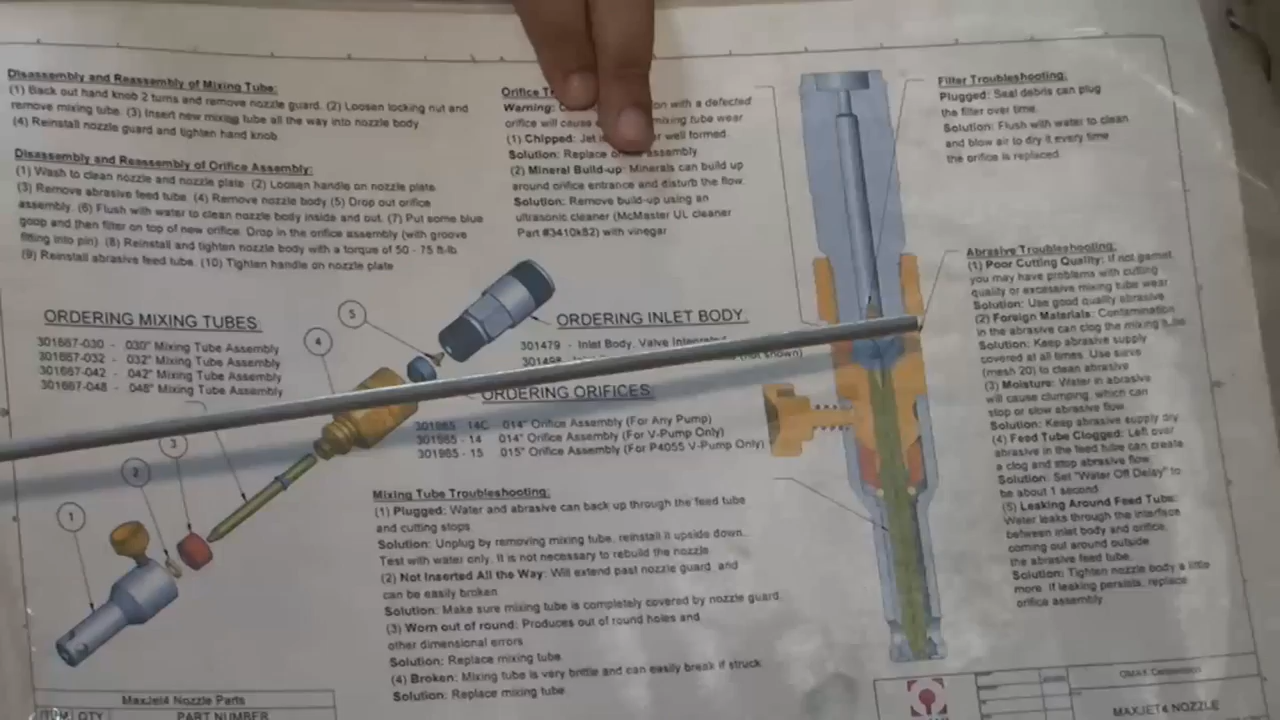 Disassembly and Reassembly of Mixing Tube:
(1) Back out hand knob 2 turns and remove nozzle guard. (2) Loosen locking nut and
remove mixing tube. (3) Insert new mixing tube all the way into nozzle body
(4) Reinstall nozzle guard and tighten hand knob
Disassembly and Reassembly of Orifice Assembly:
(1) Wash to clean nozzle and nozzle plate (2) Loosen handle on nozzle plate
(3) Remove abrasive feed tube (4) Remove nozzle body (5) Drop out orifice
assembly. (6) Flush with water to clean nozzle body inside and out. (7) Put some blue
goop and then filter on top of new orifice. Drop in the orifice assembly (with groove
fitting into pin) (8) Reinstall and tighten nozzle body with a torque of 50 - 75 ft-lb
(9) Reinstall abrasive feed tube. (10) Tighten handle on nozzle plate
Orifice
Warning: on with a defected
orifice will cause mixing tube wear
(1) Chipped: Jet well formed.
Solution: Replace assembly
(2) Mineral Build-up: Minerals can build up
around orifice entrance and disturb the flow.
Solution: Remove build-up using an
ultrasonic cleaner (McMaster UL cleaner
Part #3410k82) with vinegar
Filter Troubleshooting:
Plugged: Seal debris can plug
the filter over time.
Solution: Flush with water to clean
and blow air to dry it every time
the orifice is replaced.
Abrasive Troubleshooting:
(1) Poor Cutting Quality: If not garnet
you may have problems with cutting
quality or excessive mixing tube wear
Solution: Use good quality abrasive
(2) Foreign Materials: Contamination
in the abrasive can clog the mixing tube
Solution: Keep abrasive supply
covered at all times. Use sieve
(mesh 20) to clean abrasive
(3) Moisture: Water in abrasive
will cause clumping, which can
stop or slow abrasive flow
Solution: Keep abrasive supply dry
(4) Feed Tube Clogged: Left over
abrasive in the feed tube can create
a clog and stop abrasive flow
Solution: Set "Water Off Delay" to
be about 1 second
(5) Leaking Around Feed Tube:
Water leaks through the interface
between inlet body and orifice,
coming out around outside
the abrasive feed tube.
Solution: Tighten nozzle body a little
more. If leaking persists, replace
orifice assembly
ORDERING MIXING TUBES:
301667-030 - .030" Mixing Tube Assembly
301667-032 .032" Mixing Tube Assembly
301667-042 .042" Mixing Tube Assembly
301667-048 .048" Mixing Tube Assembly
ORDERING INLET BODY:
301479 - Inlet Body, Valve
301498 shown)
ORDERING ORIFICES:
301965 14C .014" Orifice Assembly (For Any Pump)
301965 - 14 .014" Orifice Assembly (For V-Pump Only)
301965 - 15 .015" Orifice Assembly (For P4055 V-Pump Only)
5
4
3
2
1
Mixing Tube Troubleshooting:
(1) Plugged: Water and abrasive can back up through the feed tube
and cutting stops
Solution: Unplug by removing mixing tube, reinstall it upside down.
Test with water only. It is not necessary to rebuild the nozzle
(2) Not Inserted All the Way: Will extend past nozzle guard and
can be easily broken
Solution: Make sure mixing tube is completely covered by nozzle guard
(3) Worn out of round: Produces out of round holes and
other dimensional errors
Solution: Replace mixing tube
(4) Broken: Mixing tube is very brittle and can easily break if struck
Solution: Replace mixing tube
MaxJet4 Nozzle Parts
ITEM QTY PART NUMBER
OMAX Corporation
MAXJET4 NOZZLE